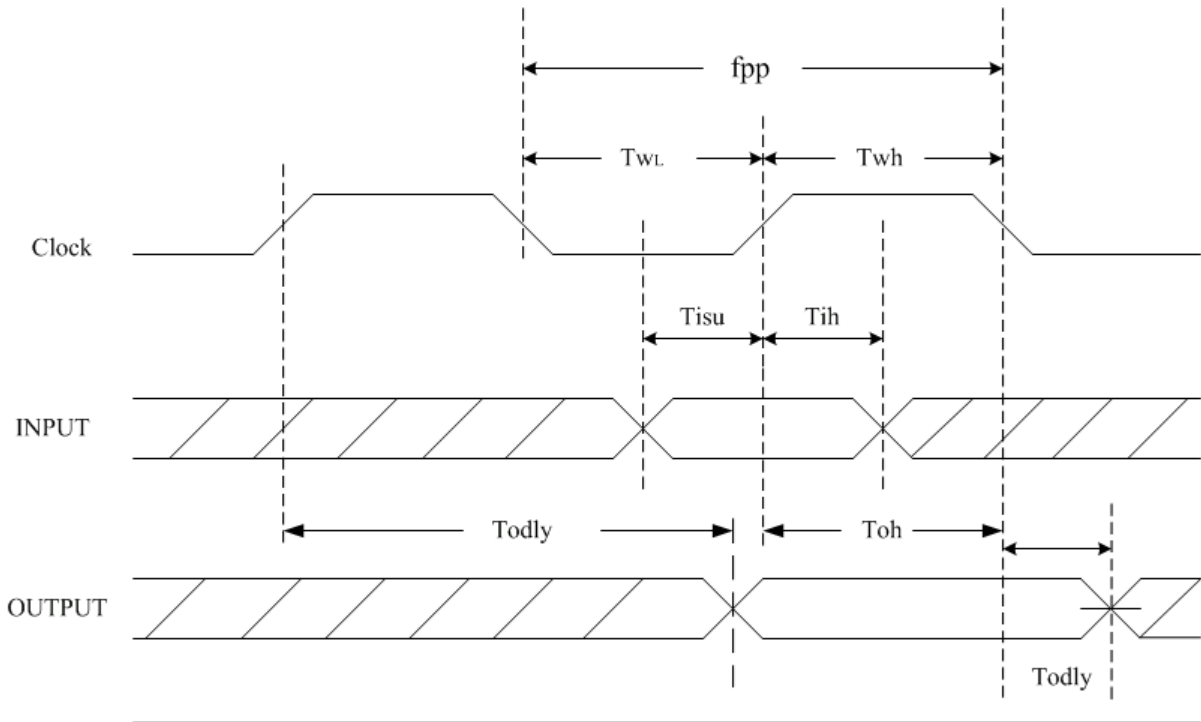 fpp
TWL
Twh
Clock
Tisu
Tih
INPUT
Todly
Toh
OUTPUT
Todly